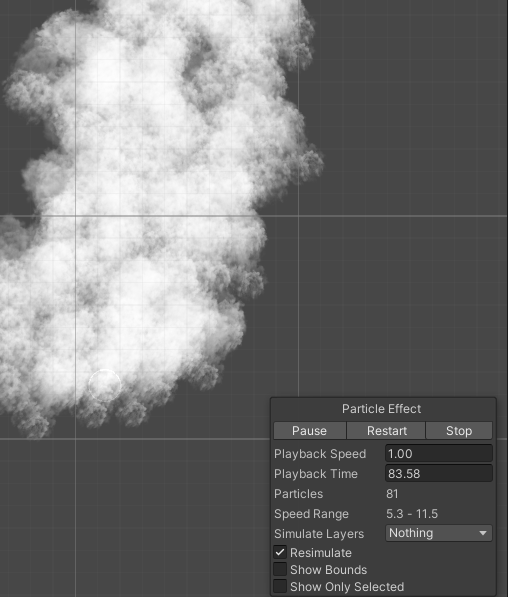 Particle Effect
Pause Restart Stop
Playback Speed 1.00
Playback Time 83.58
Particles 81
Speed Range 5.3 - 11.5
Simulate Layers Nothing
Resimulate
Show Bounds
Show Only Selected